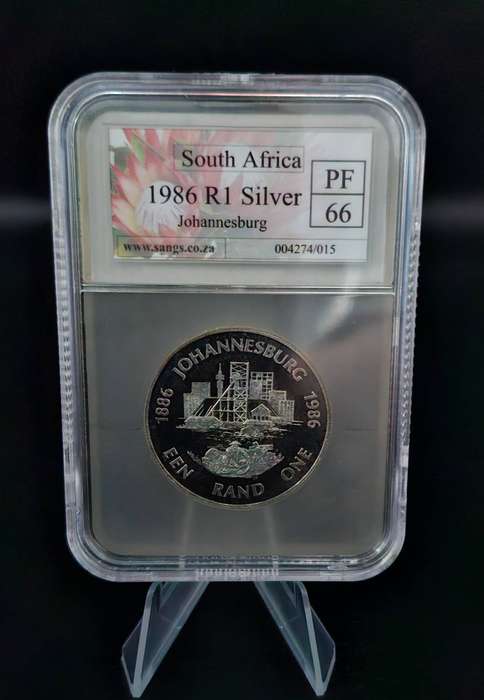 South Africa
1986 R1 Silver
Johannesburg
PF
66
www.sangs.co.za
004274/015
1886 JOHANNESBURG 1986
EEN RAND ONE